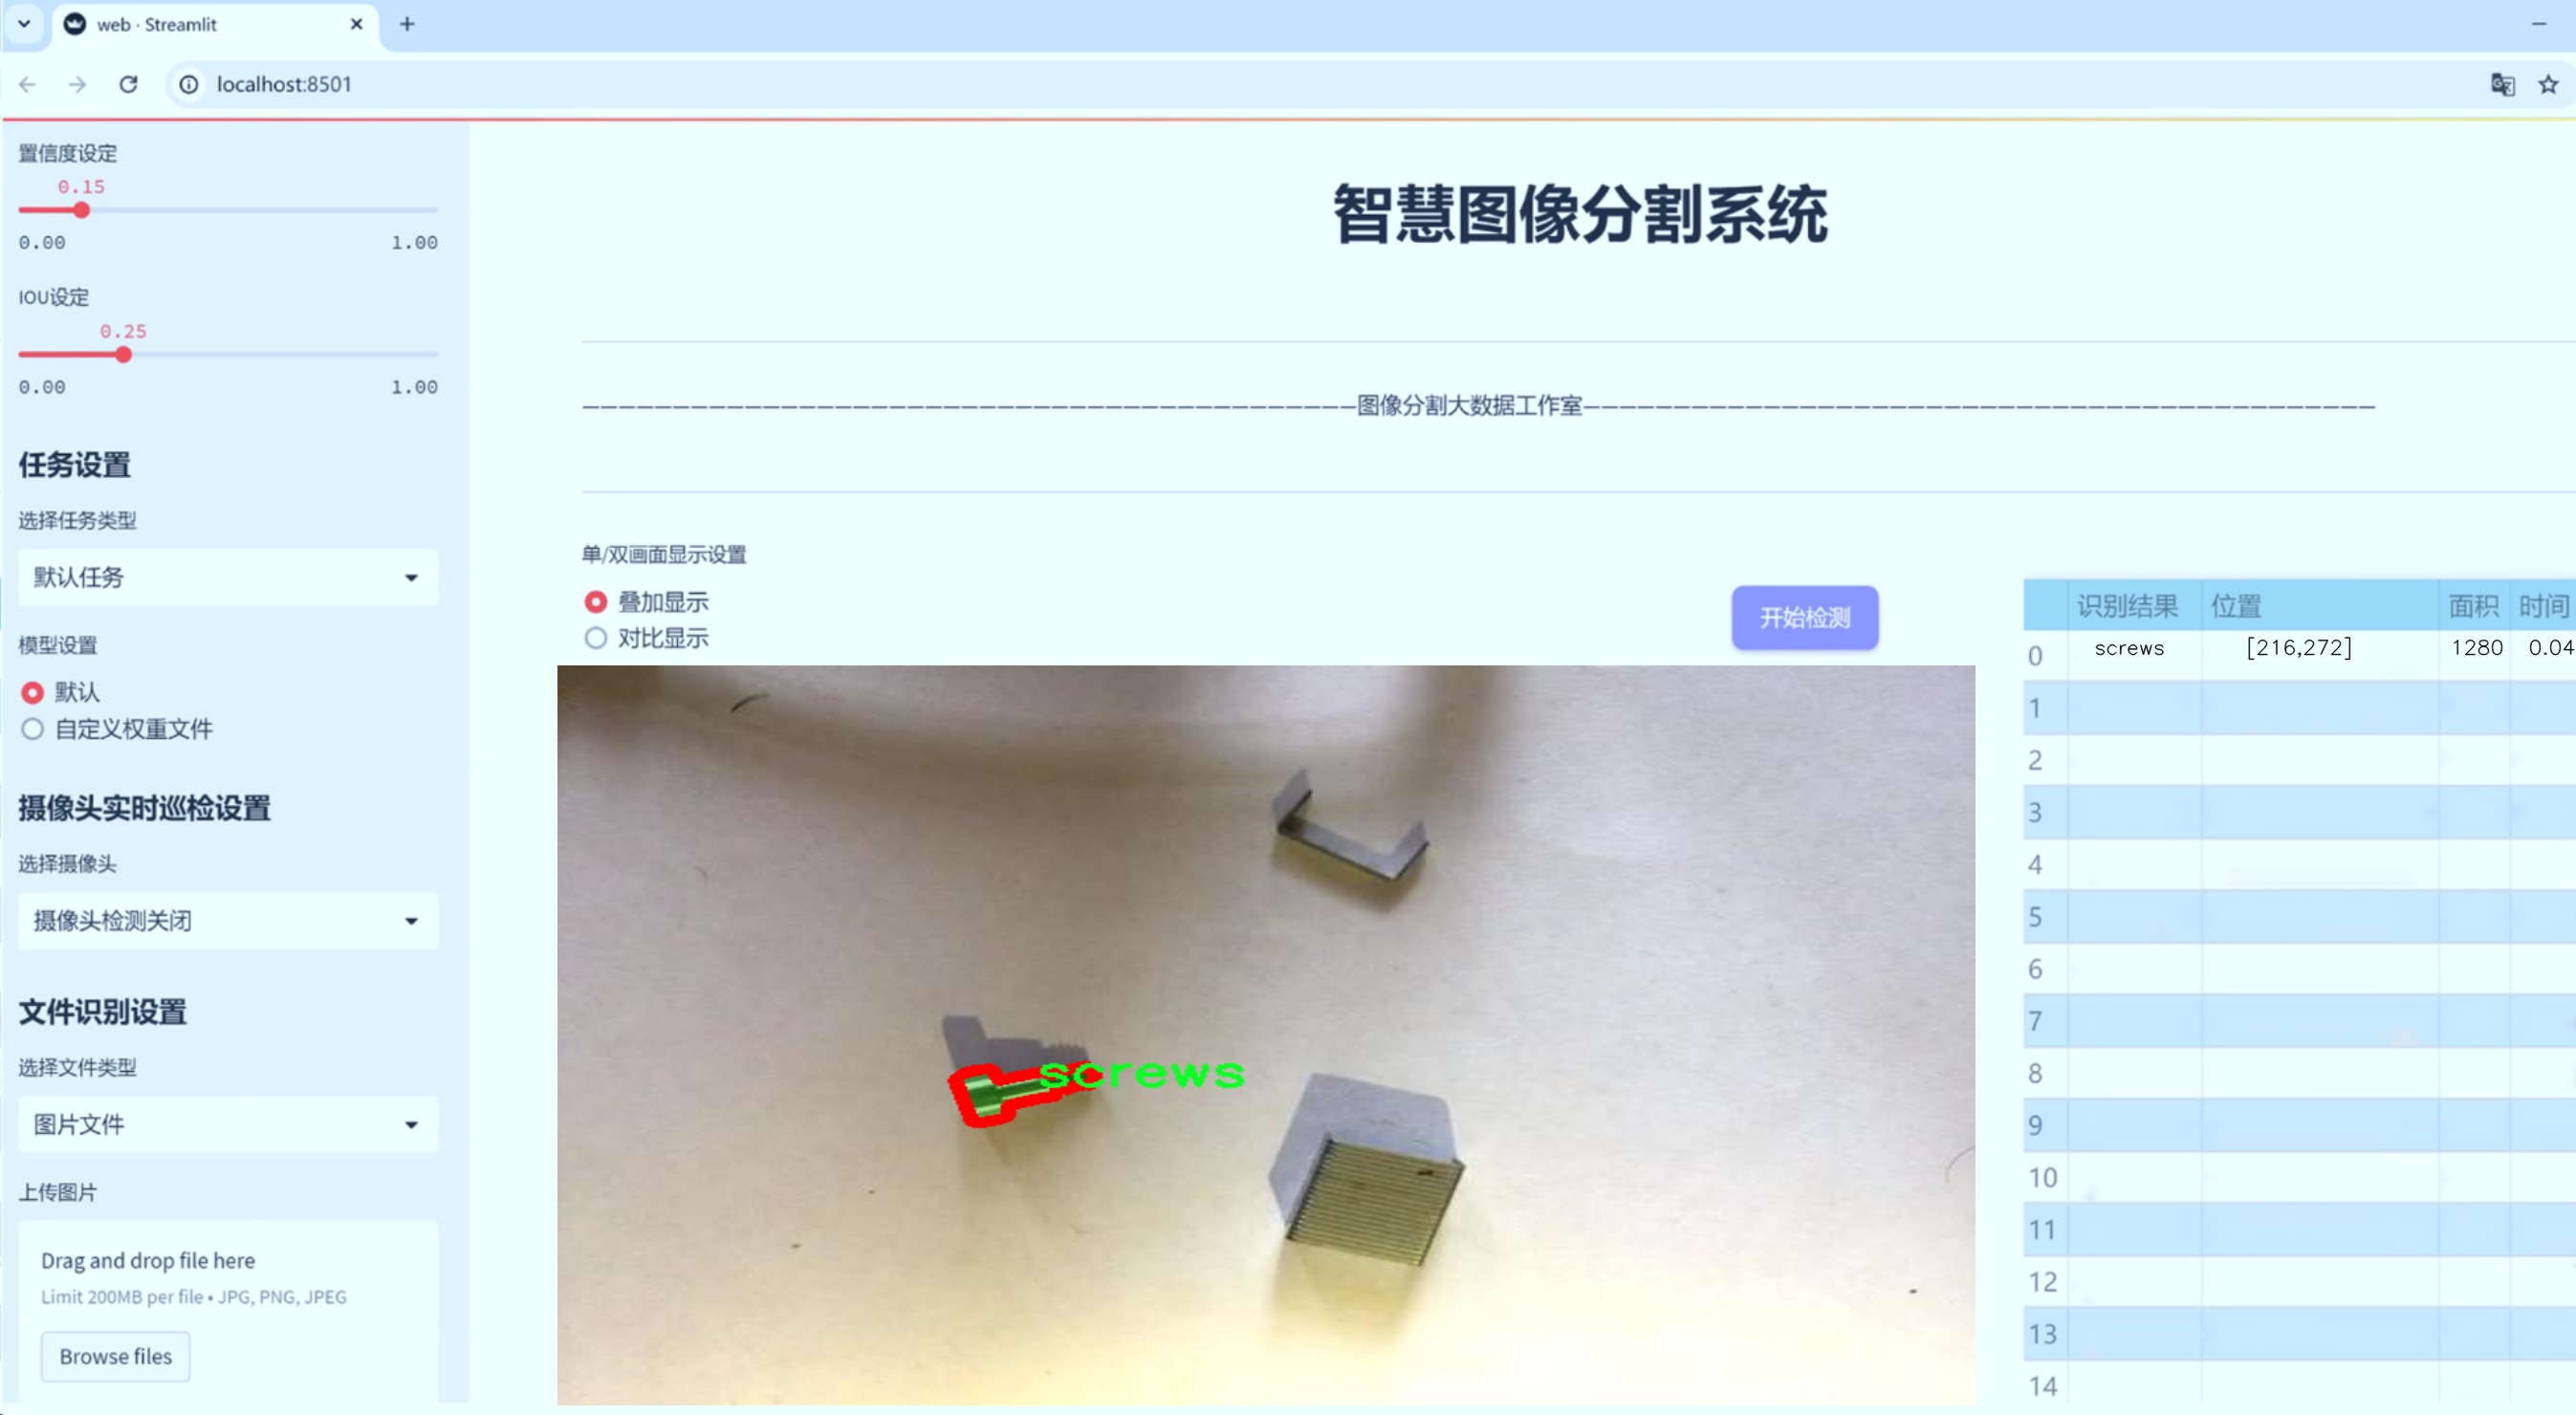 web · Streamlit
localhost:8501
置信度设定
0.15
0.00 1.00
IOU设定
0.25
0.00 1.00
任务设置
选择任务类型
默认任务
模型设置
默认
自定义权重文件
摄像头实时巡检设置
选择摄像头
摄像头检测关闭
文件识别设置
选择文件类型
图片文件
上传图片
Drag and drop file here
Limit 200MB per file • JPG, PNG, JPEG
Browse files
智慧图像分割系统
图像分割大数据工作室
单/双画面显示设置
叠加显示
对比显示
开始检测
screws
识别结果 位置 面积 时间
0 screws [216,272] 1280 0.04
1
2
3
4
5
6
7
8
9
10
11
12
13
14